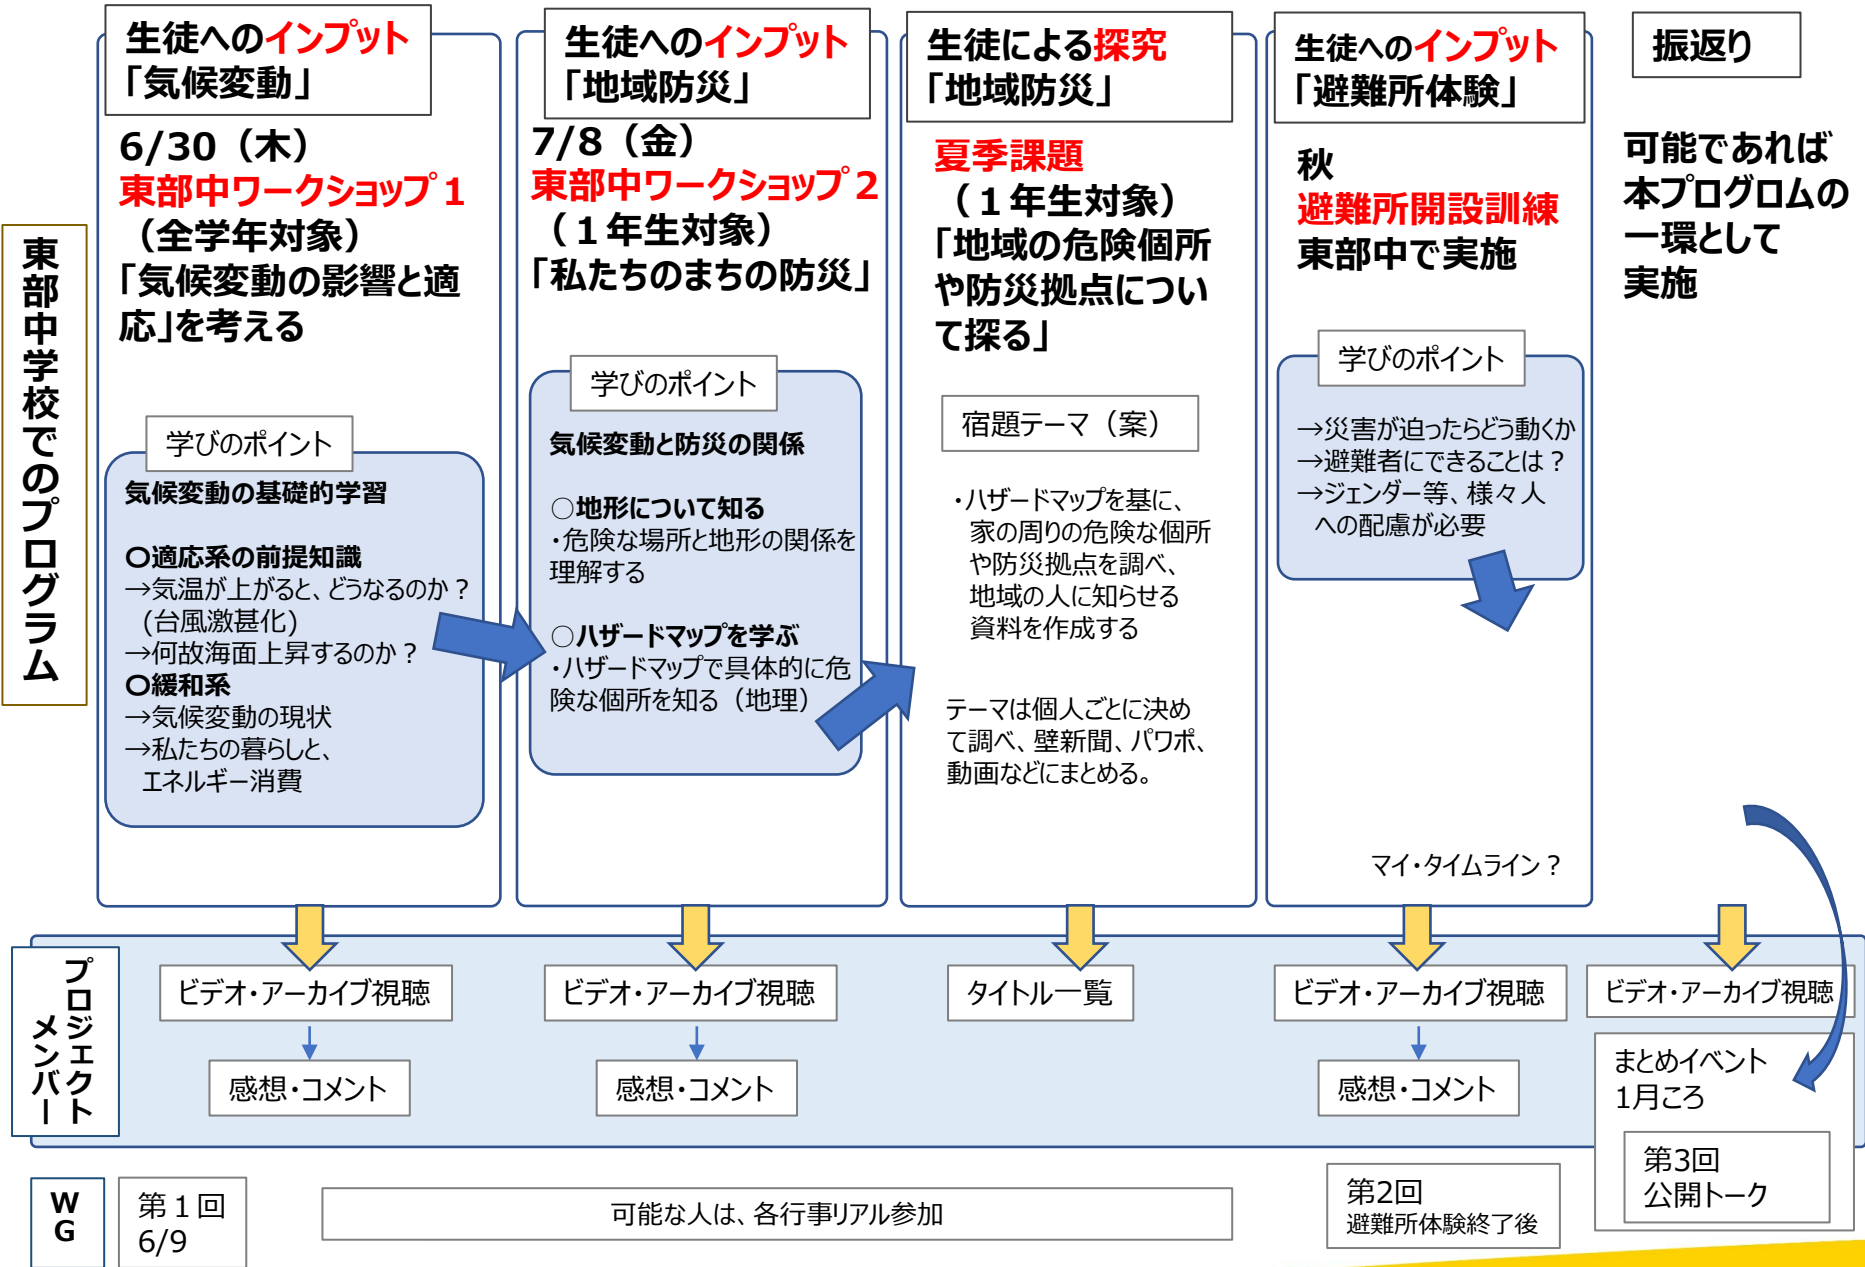 生徒へのインプット
「気候変動」
生徒へのインプット
「地域防災」
生徒による探究
「地域防災」
生徒へのインプット
「避難所体験」
振返り
東部中学校でのプログラム
6/30（木）
東部中ワークショップ１
（全学年対象）
「気候変動の影響と適
応」を考える
学びのポイント
気候変動の基礎的学習
〇適応系の前提知識
→気温が上がると、どうなるのか？
(台風激甚化)
→何故海面上昇するのか？
〇緩和系
→気候変動の現状
→私たちの暮らしと、
エネルギー消費
7/8（金）
東部中ワークショップ２
（１年生対象）
「私たちのまちの防災」
学びのポイント
気候変動と防災の関係
○地形について知る
・危険な場所と地形の関係を
理解する
○ハザードマップを学ぶ
・ハザードマップで具体的に危
険な個所を知る（地理）
夏季課題
（１年生対象）
「地域の危険個所
や防災拠点につい
て探る」
宿題テーマ（案）
・ハザードマップを基に、
家の周りの危険な個所
や防災拠点を調べ、
地域の人に知らせる
資料を作成する
テーマは個人ごとに決め
て調べ、壁新聞、パワポ、
動画などにまとめる。
秋
避難所開設訓練
東部中で実施
学びのポイント
→災害が迫ったらどう動くか
→避難者にできることは？
→ジェンダー等、様々人
への配慮が必要
マイ・タイムライン？
可能であれば
本プログロムの
一環として
実施
プロジェクト
メンバー
ビデオ・アーカイブ視聴
感想・コメント
ビデオ・アーカイブ視聴
感想・コメント
タイトル一覧
ビデオ・アーカイブ視聴
感想・コメント
ビデオ・アーカイブ視聴
まとめイベント
1月ころ
第3回
公開トーク
WG
第１回
6/9
可能な人は、各行事リアル参加
第2回
避難所体験終了後